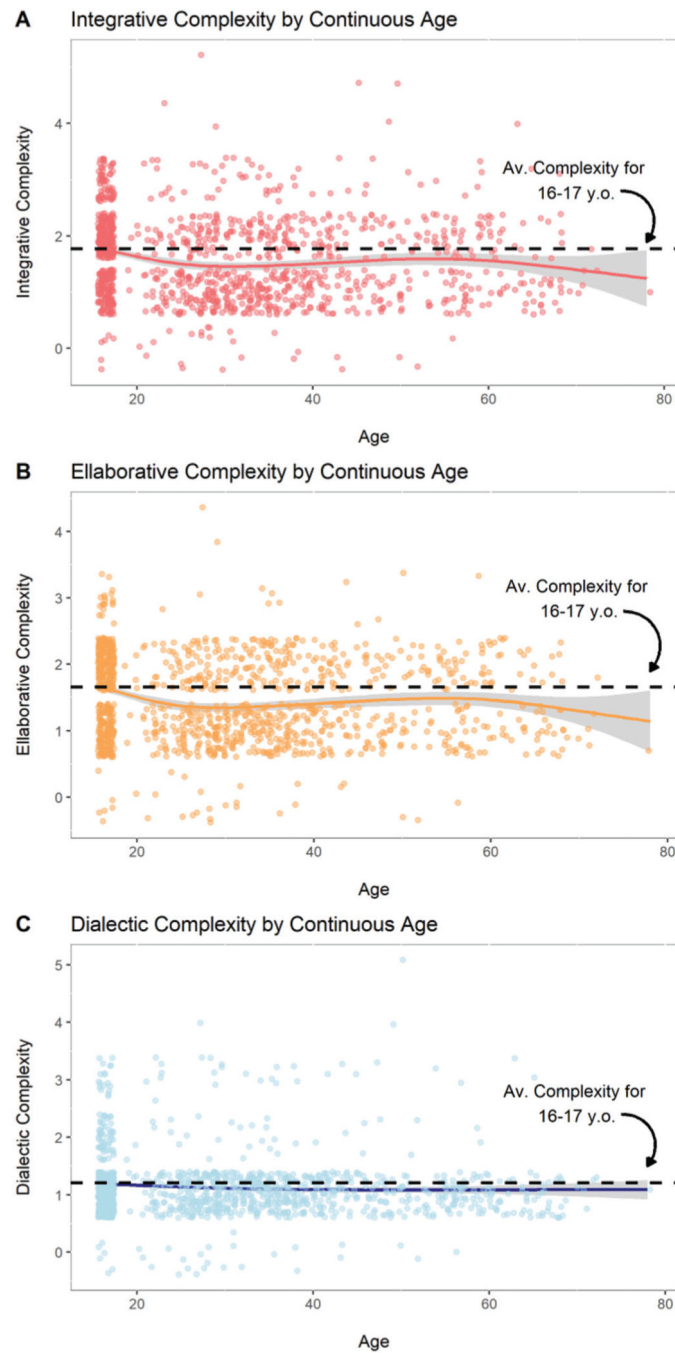 A Integrative Complexity by Continuous Age
Integrative Complexity
4
2
0
Av. Complexity for
16-17 y.o.
20 40 60 80
Age
B Ellaborative Complexity by Continuous Age
Ellaborative Complexity
4
3
2
1
0
Av. Complexity for
16-17 y.o.
20 40 60 80
Age
C Dialectic Complexity by Continuous Age
Dialectic Complexity
5
4
3
2
1
0
Av. Complexity for
16-17 y.o.
20 40 60 80
Age